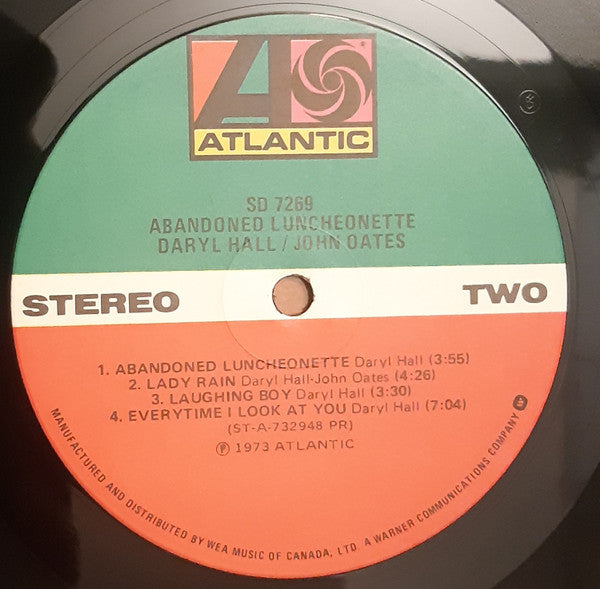 ATLANTIC
SD 7269
ABANDONED LUNCHEONETTE
DARYL HALL / JOHN OATES
STEREO
TWO
1. ABANDONED LUNCHEONETTE Daryl Hall (3:55)
2. LADY RAIN Daryl Hall-John Oates (4:26)
3. LAUGHING BOY Daryl Hall (3:30)
4. EVERYTIME I LOOK AT YOU Daryl Hall (7:04)
(ST-A-732948 PR)
℗ 1973 ATLANTIC
MANUFACTURED AND DISTRIBUTED BY WEA MUSIC OF CANADA, LTD. A WARNER COMMUNICATIONS COMPANY